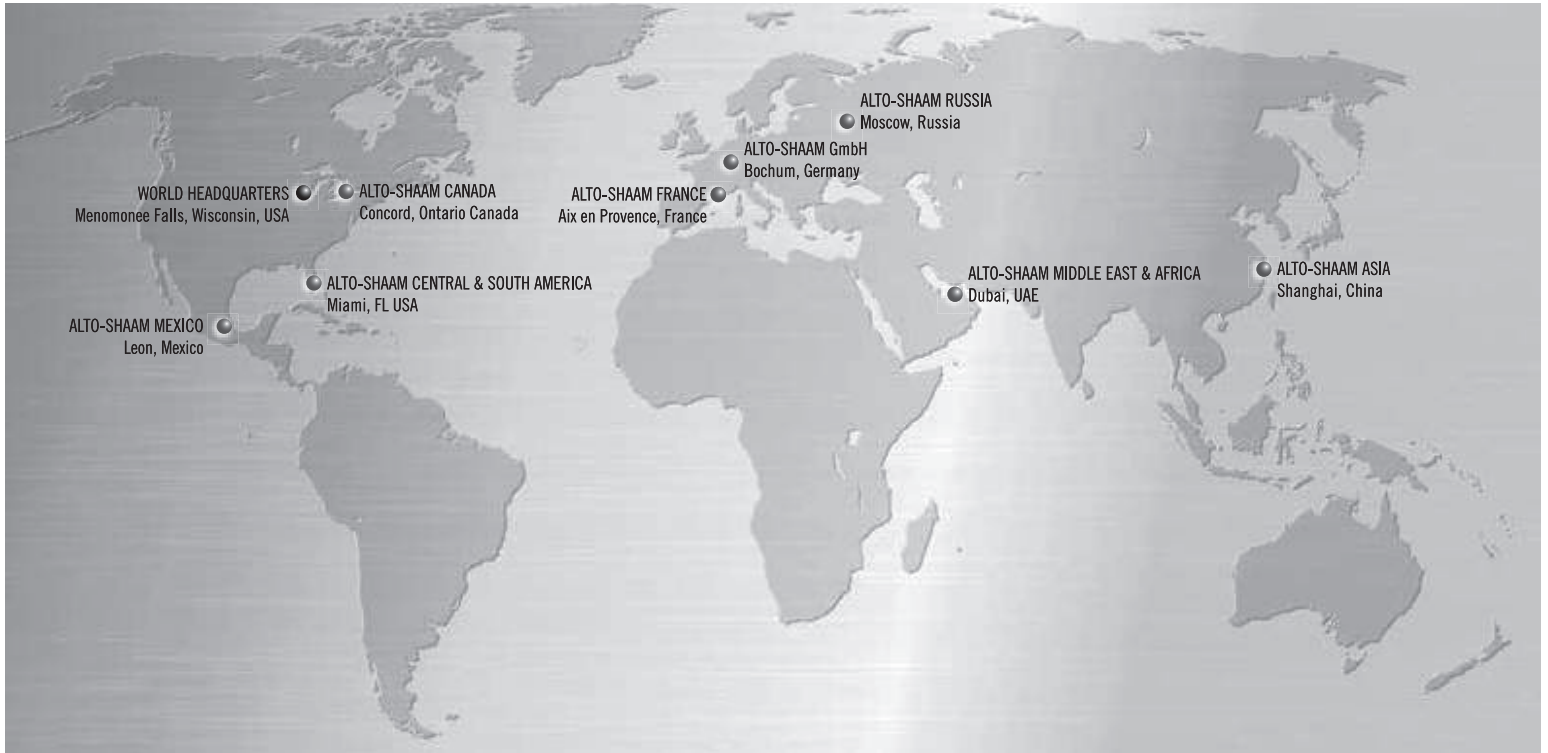 ALTO-SHAAM RUSSIA
Moscow, Russia
ALTO-SHAAM GmbH
Bochum, Germany
WORLD HEADQUARTERS
Menomonee Falls, Wisconsin, USA
ALTO-SHAAM CANADA
Concord, Ontario Canada
ALTO-SHAAM FRANCE
Aix en Provence, France
ALTO-SHAAM CENTRAL & SOUTH AMERICA
Miami, FL USA
ALTO-SHAAM MIDDLE EAST & AFRICA
Dubai, UAE
ALTO-SHAAM ASIA
Shanghai, China
ALTO-SHAAM MEXICO
Leon, Mexico